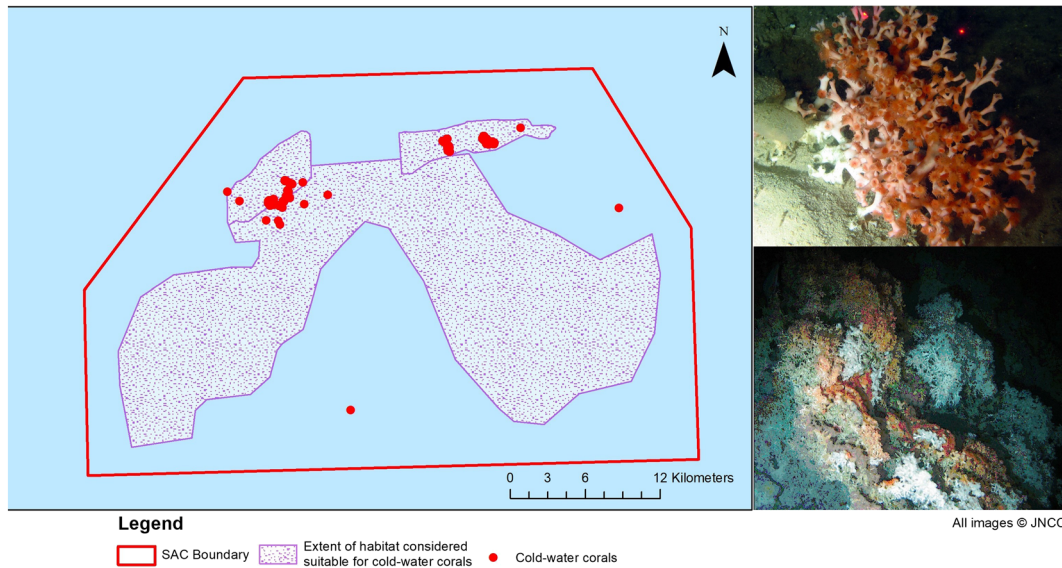 N
0 3 6 12 Kilometers
All images © JNCC
Legend
SAC Boundary
Extent of habitat considered
suitable for cold-water corals
Cold-water corals